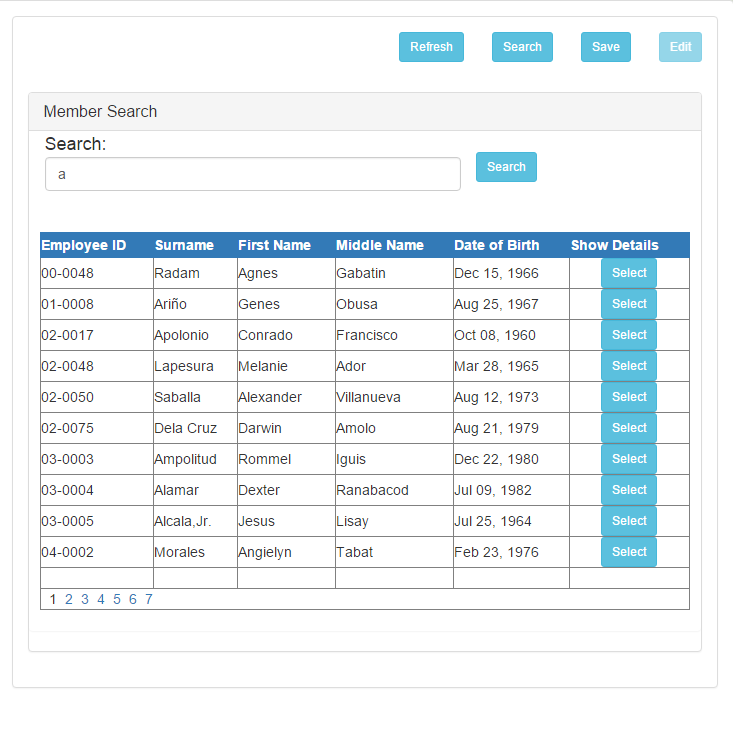 Refresh Search Save Edit
Member Search
Search:
a Search
Employee ID Surname First Name Middle Name Date of Birth Show Details
00-0048 Radam Agnes Gabatin Dec 15, 1966 Select
01-0008 Ariño Genes Obusa Aug 25, 1967 Select
02-0017 Apolonio Conrado Francisco Oct 08, 1960 Select
02-0048 Lapesura Melanie Ador Mar 28, 1965 Select
02-0050 Saballa Alexander Villanueva Aug 12, 1973 Select
02-0075 Dela Cruz Darwin Amolo Aug 21, 1979 Select
03-0003 Ampolitud Rommel Iguis Dec 22, 1980 Select
03-0004 Alamar Dexter Ranabacod Jul 09, 1982 Select
03-0005 Alcala,Jr. Jesus Lisay Jul 25, 1964 Select
04-0002 Morales Angielyn Tabat Feb 23, 1976 Select
1 2 3 4 5 6 7